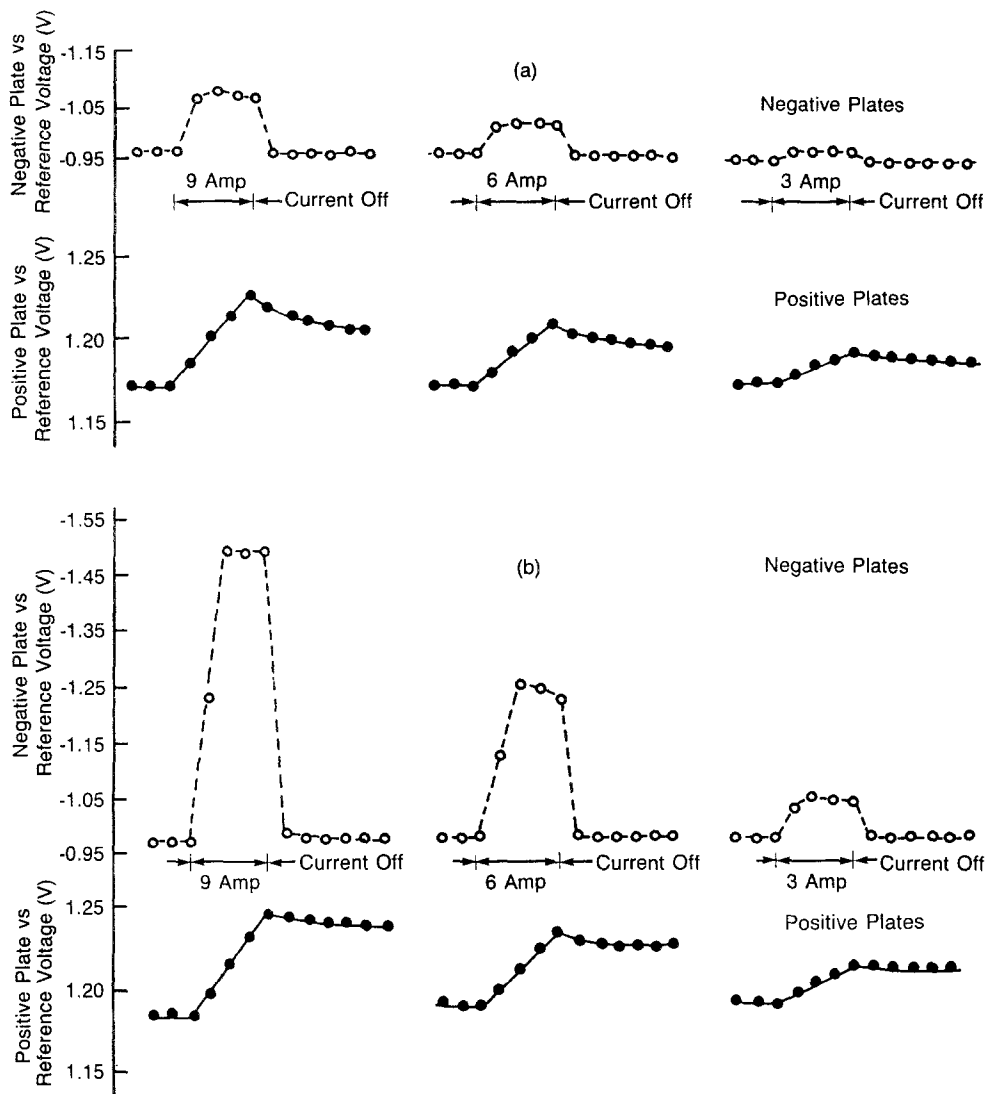 Negative Plate vs
Reference Voltage (V)
-1.15
-1.05
-0.95
(a)
Negative Plates
9 Amp
Current Off
6 Amp
Current Off
3 Amp
Current Off
Positive Plate vs
Reference Voltage (V)
1.25
1.20
1.15
Positive Plates
Negative Plate vs
Reference Voltage (V)
-1.55
-1.45
-1.35
-1.25
-1.15
-1.05
-0.95
(b)
Negative Plates
9 Amp
Current Off
6 Amp
Current Off
3 Amp
Current Off
Positive Plate vs
Reference Voltage (V)
1.25
1.20
1.15
Positive Plates